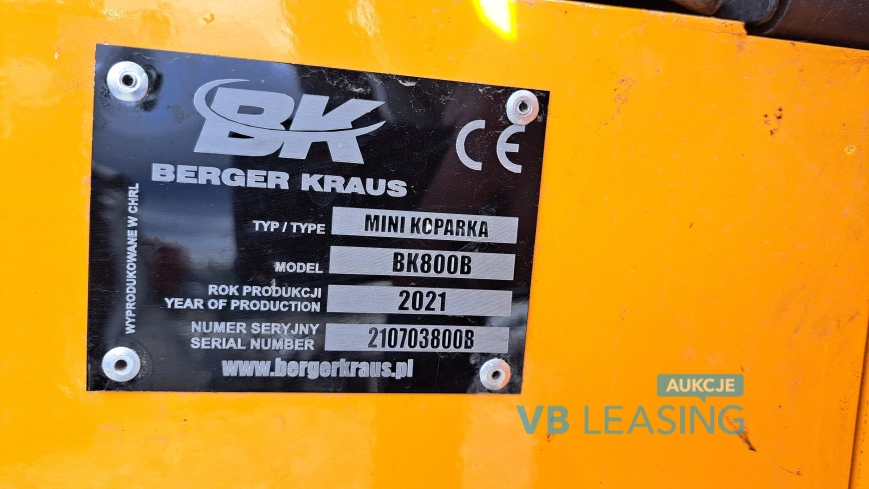 BK
CE
BERGER KRAUS
WYPRODUKOWANE W CHRL
TYP / TYPE MINI KOPARKA
MODEL BK800B
ROK PRODUKCJI
YEAR OF PRODUCTION 2021
NUMER SERYJNY
SERIAL NUMBER 210703800B
www.bergerkraus.pl
AUKCJE
VB LEASING